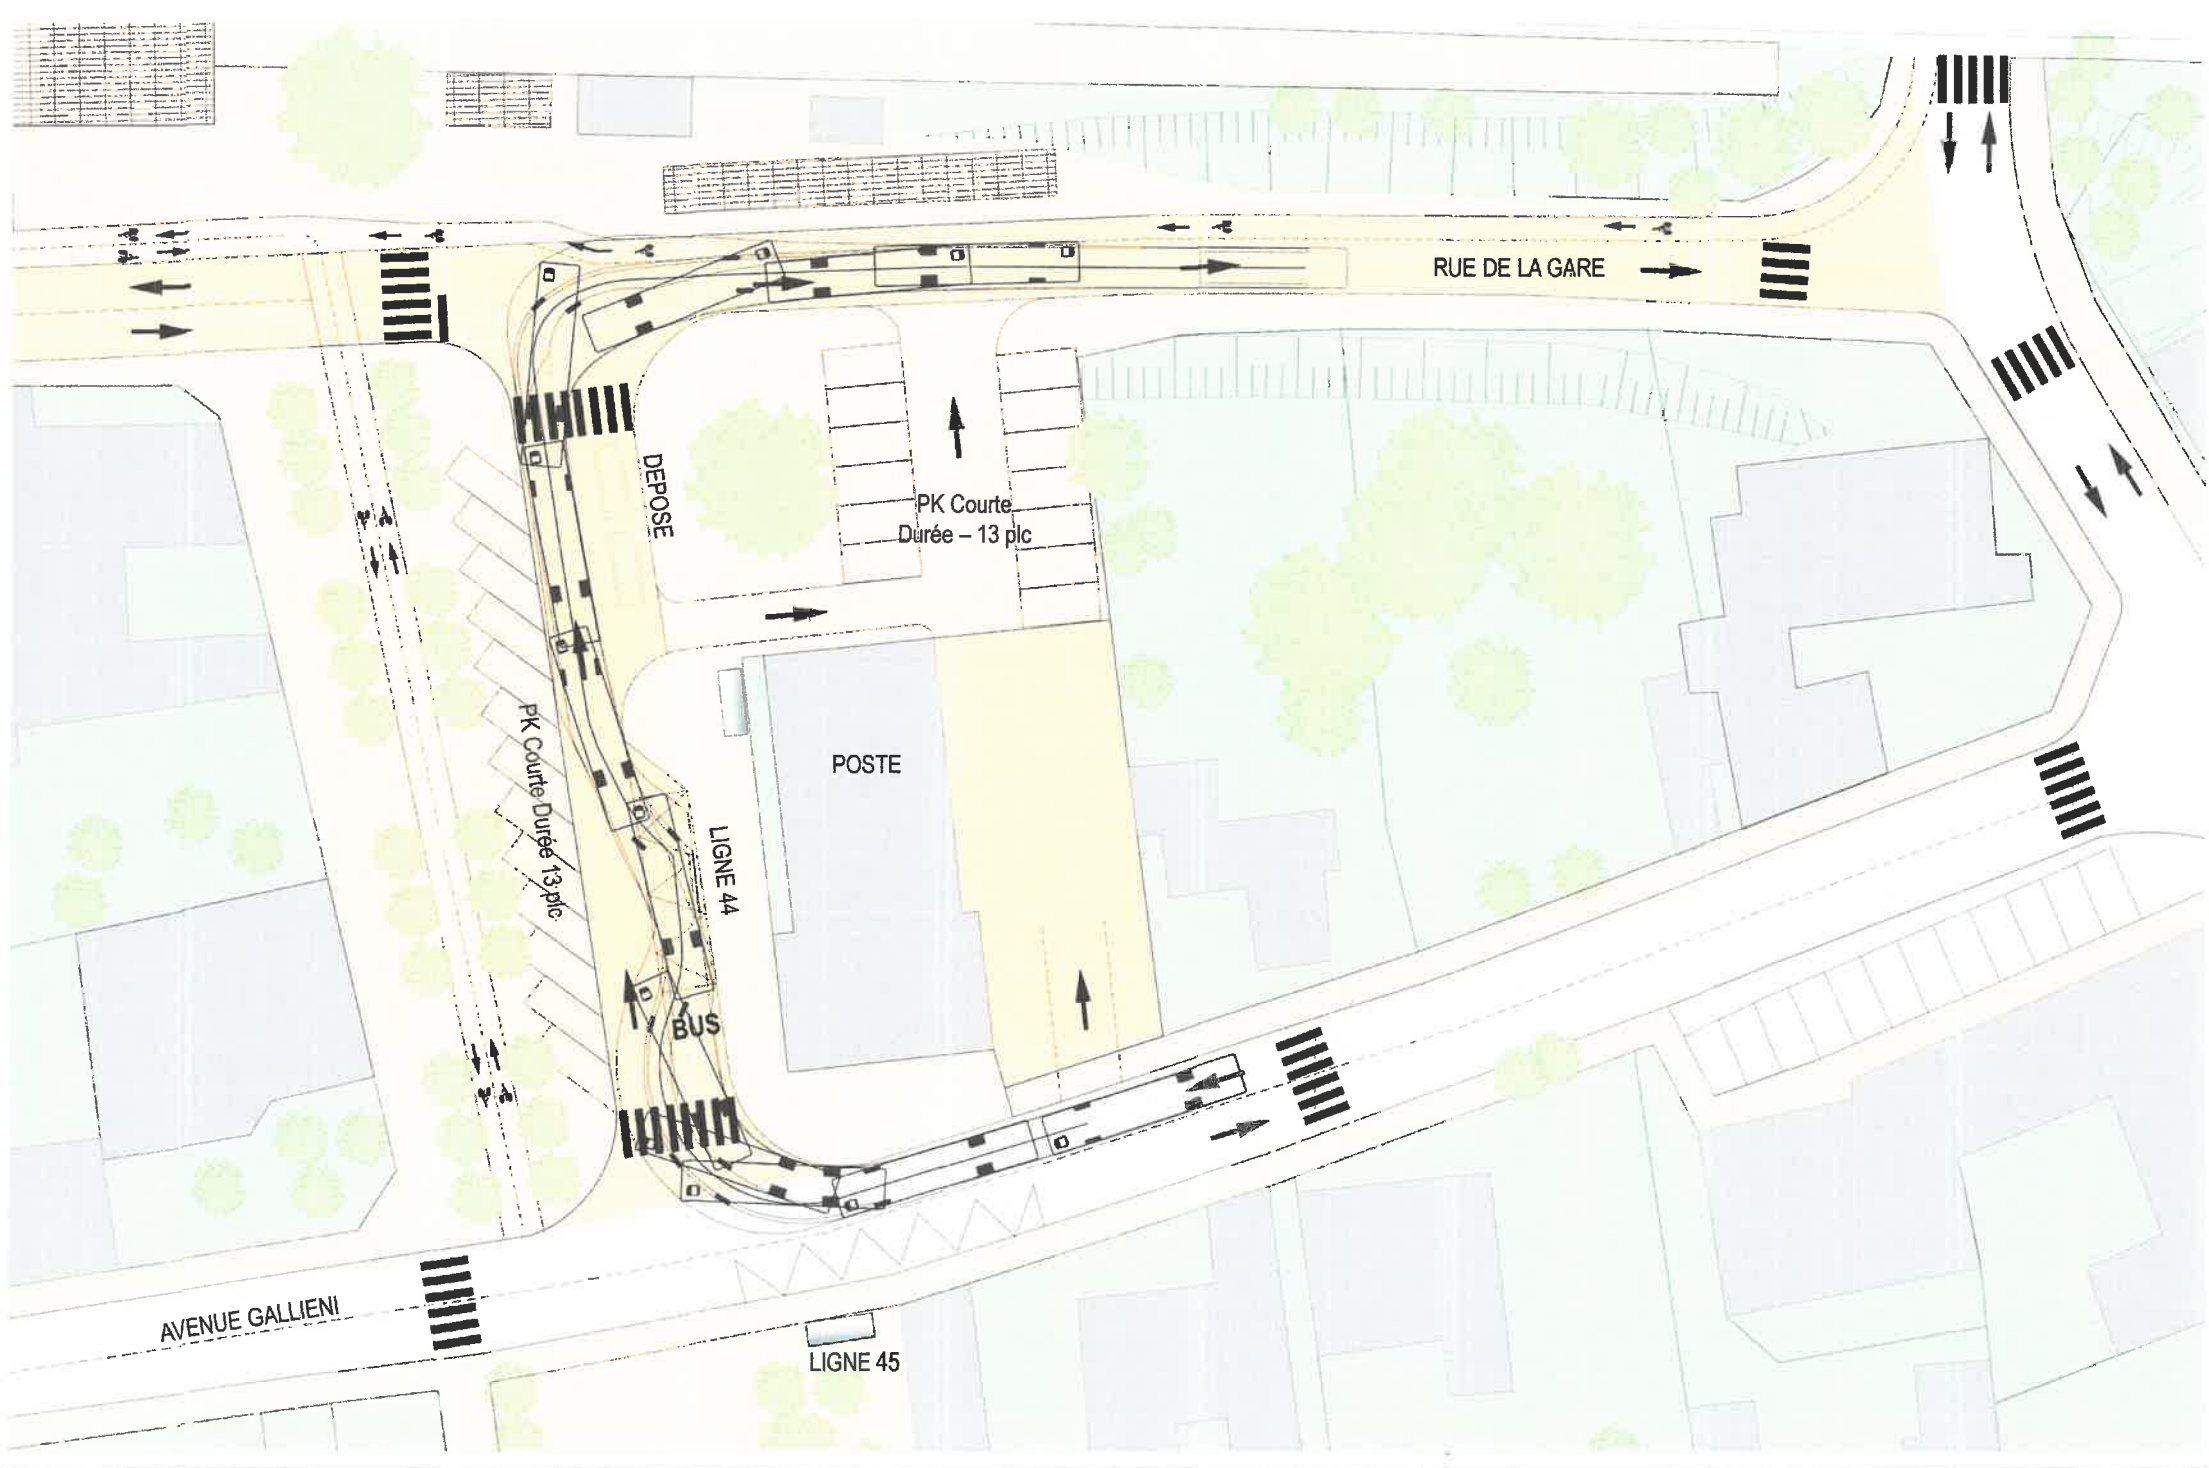 RUE DE LA GARE
DEPOSE
PK Courte
Durée – 13 plc
PK Courte Durée 13 plc
POSTE
LIGNE 44
BUS
AVENUE GALLIENI
LIGNE 45